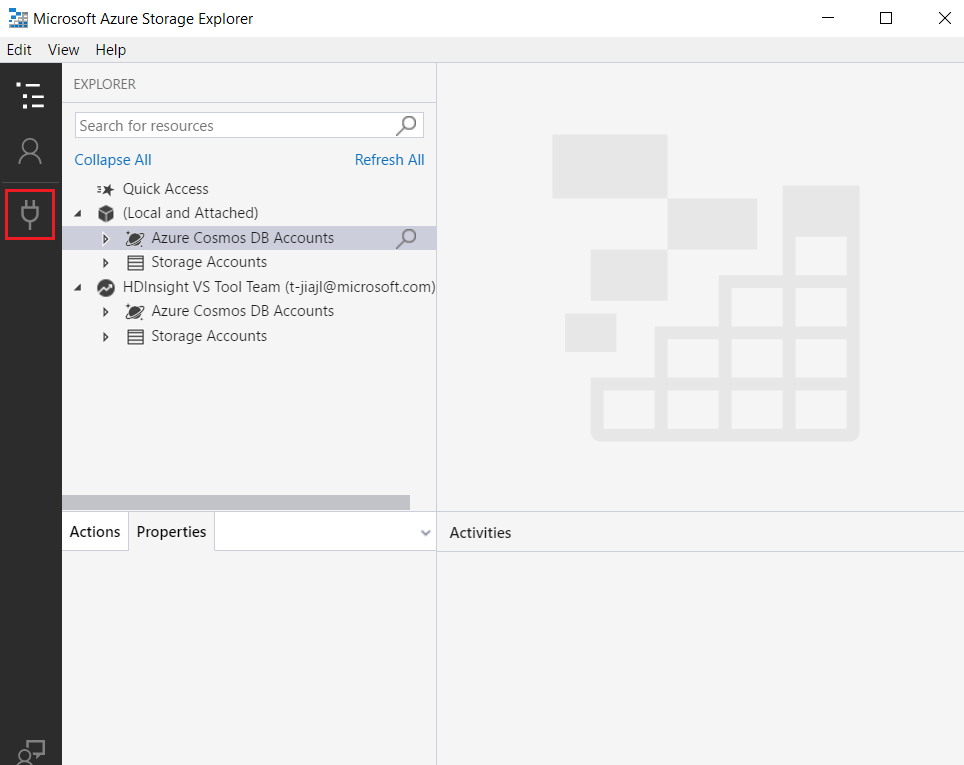 Microsoft Azure Storage Explorer
Edit View Help
EXPLORER
Search for resources
Collapse All Refresh All
Quick Access
(Local and Attached)
Azure Cosmos DB Accounts
Storage Accounts
HDInsight VS Tool Team (t-jiajl@microsoft.com)
Azure Cosmos DB Accounts
Storage Accounts
Actions Properties
Activities